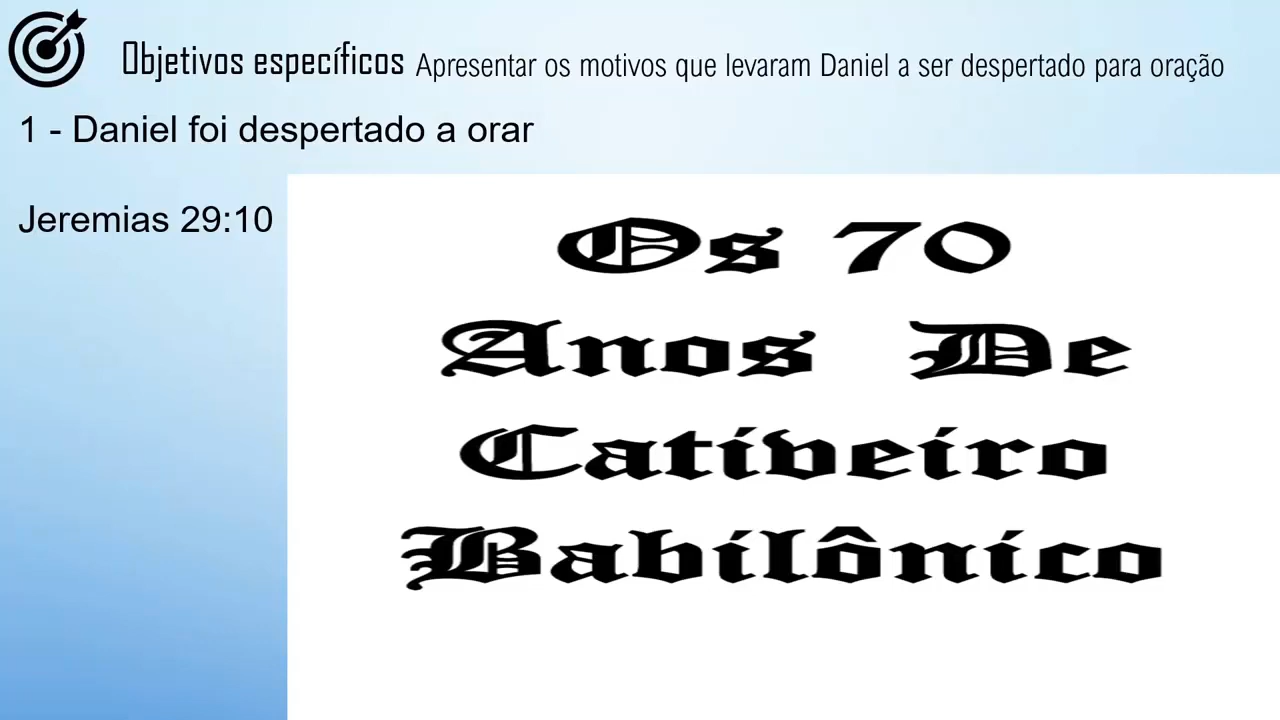 Objetivos específicos Apresentar os motivos que levaram Daniel a ser despertado para oração
1 - Daniel foi despertado a orar
Jeremias 29:10
Os 70
Anos De
Cativeiro
Babilônico